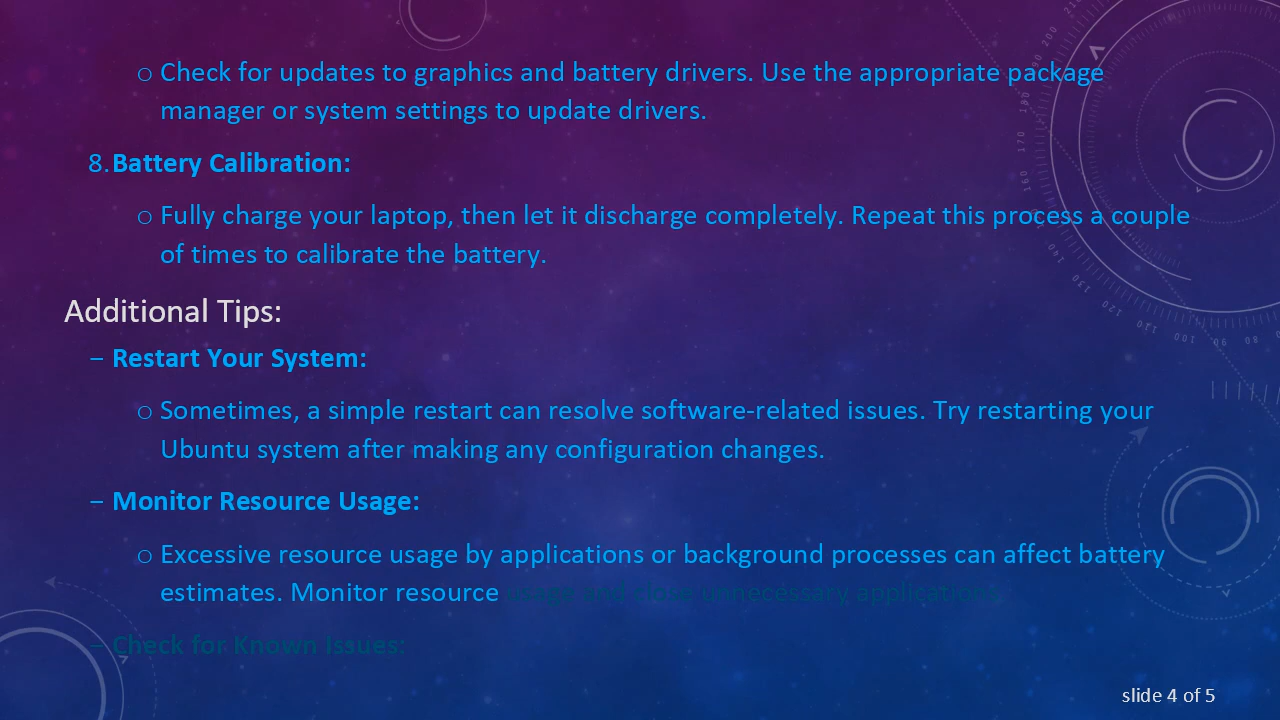 ○ Check for updates to graphics and battery drivers. Use the appropriate package
manager or system settings to update drivers.
8. Battery Calibration:
○ Fully charge your laptop, then let it discharge completely. Repeat this process a couple
of times to calibrate the battery.
Additional Tips:
– Restart Your System:
○ Sometimes, a simple restart can resolve software-related issues. Try restarting your
Ubuntu system after making any configuration changes.
– Monitor Resource Usage:
○ Excessive resource usage by applications or background processes can affect battery
estimates. Monitor resource usage and close unnecessary applications.
– Check for Known Issues:
slide 4 of 5